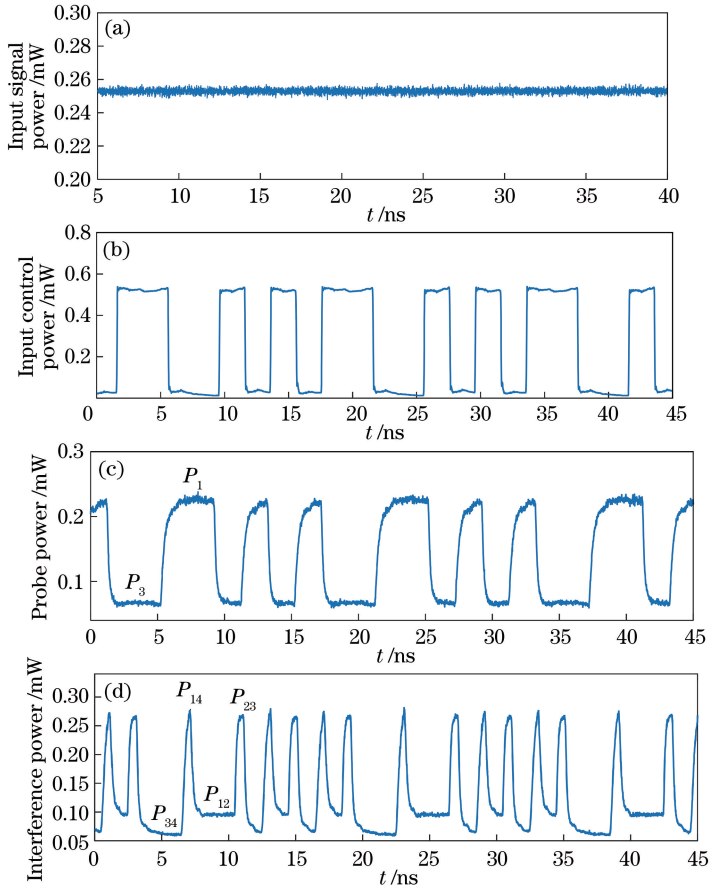 (a)
Input signal
power /mW
0.30
0.28
0.26
0.24
0.22
0.20
5 10 15 20 25 30 35 40
t /ns
(b)
Input control
power /mW
0.8
0.6
0.4
0.2
0 5 10 15 20 25 30 35 40 45
t /ns
(c)
Probe power /mW
0.3
0.2
0.1
P1
P3
0 5 10 15 20 25 30 35 40 45
t /ns
(d)
Interference power /mW
0.30
0.25
0.20
0.15
0.10
0.05
P14
P23
P12
P34
0 5 10 15 20 25 30 35 40 45
t /ns